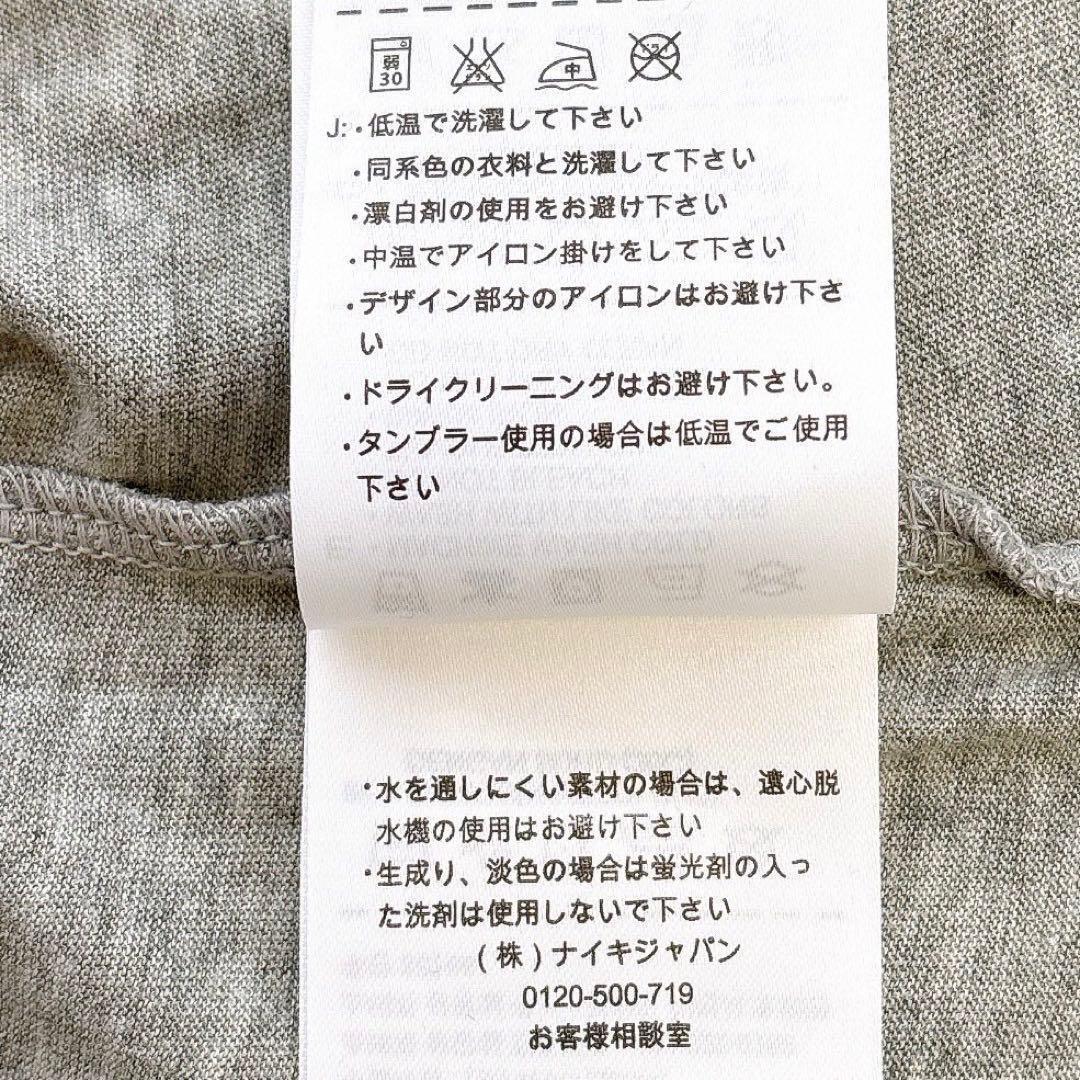 弱
30
中
J: ・低温で洗濯して下さい
・同系色の衣料と洗濯して下さい
・漂白剤の使用をお避け下さい
・中温でアイロン掛けをして下さい
・デザイン部分のアイロンはお避け下さ
い
・ドライクリーニングはお避け下さい。
・タンブラー使用の場合は低温でご使用
下さい
・水を通しにくい素材の場合は、遠心脱
水機の使用はお避け下さい
・生成り、淡色の場合は蛍光剤の入っ
た洗剤は使用しないで下さい
(株)ナイキジャパン
0120-500-719
お客様相談室